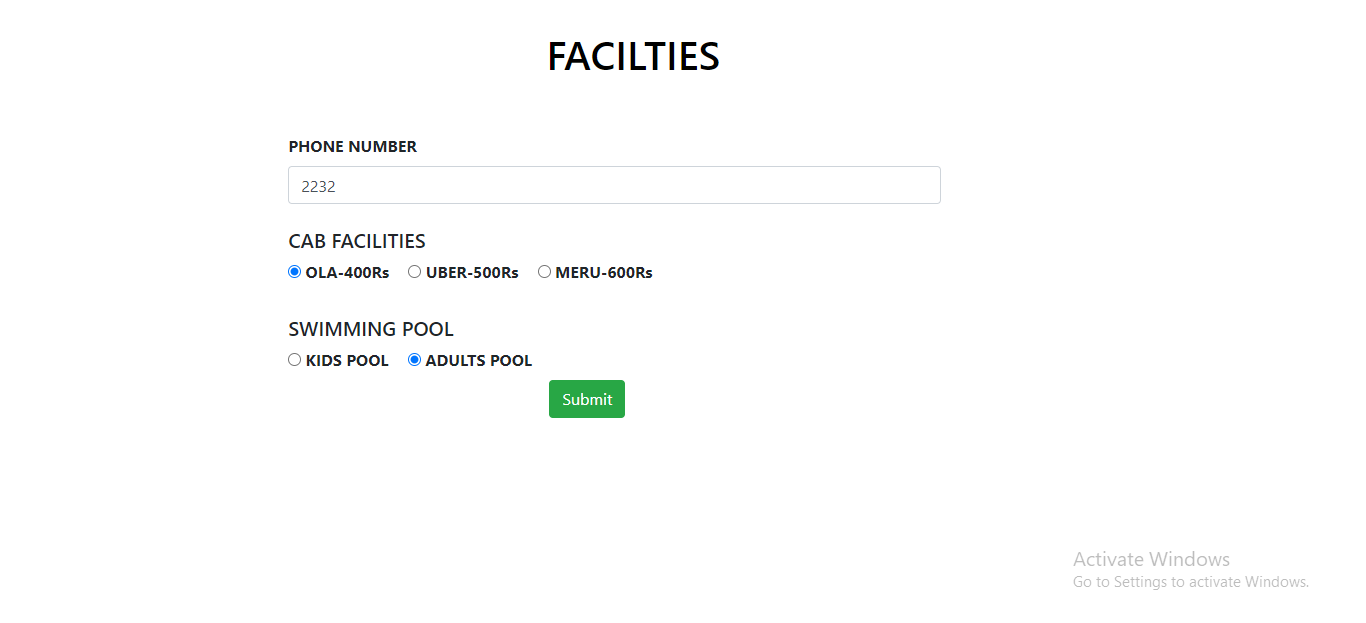 FACILTIES
PHONE NUMBER
2232
CAB FACILITIES
OLA-400Rs UBER-500Rs MERU-600Rs
SWIMMING POOL
KIDS POOL ADULTS POOL
Submit
Activate Windows
Go to Settings to activate Windows.